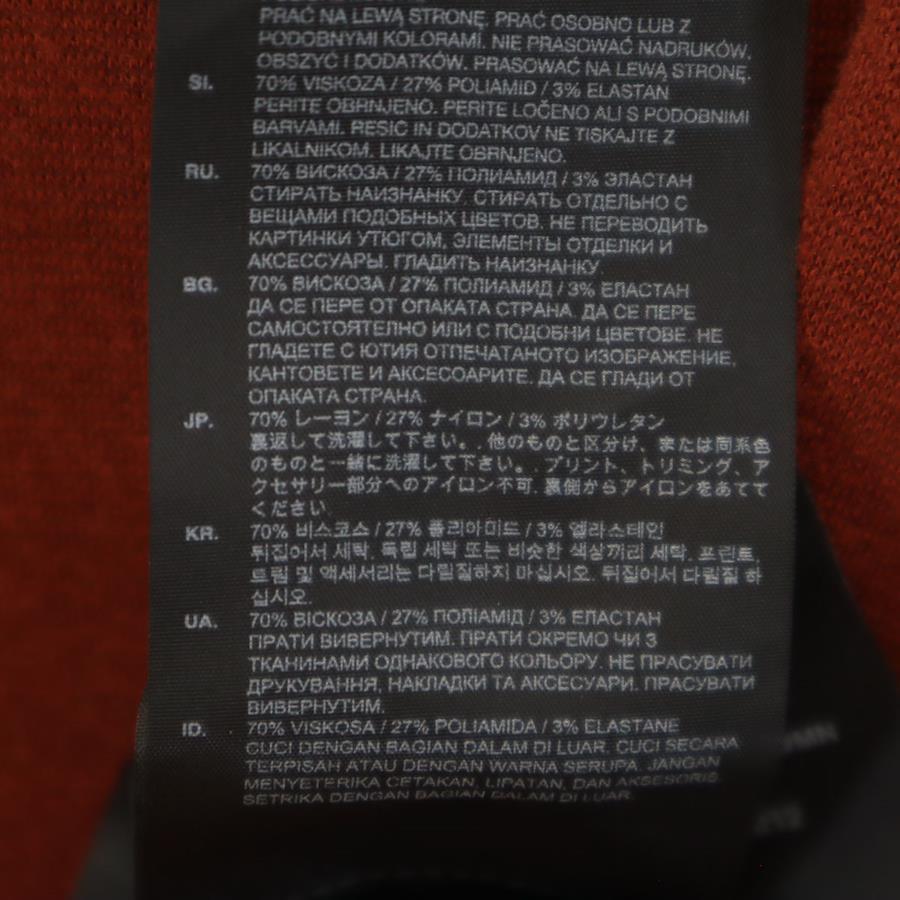 PRAĆ NA LEWĄ STRONĘ. PRAĆ OSOBNO LUB Z
PODOBNYMI KOLORAMI. NIE PRASOWAĆ NADRUKÓW,
OBSZYĆ I DODATKÓW. PRASOWAĆ NA LEWĄ STRONĘ.
SI. 70% VISKOZA / 27% POLIAMID / 3% ELASTAN
PERITE OBRNJENO. PERITE LOČENO ALI S PODOBNIMI
BARVAMI. RESIC IN DODATKOV NE TISKAJTE Z
LIKALNIKOM. LIKAJTE OBRNJENO.
RU. 70% ВИСКОЗА / 27% ПОЛИАМИД / 3% ЭЛАСТАН
СТИРАТЬ НАИЗНАНКУ. СТИРАТЬ ОТДЕЛЬНО С
ВЕЩАМИ ПОДОБНЫХ ЦВЕТОВ. НЕ ПЕРЕВОДИТЬ
КАРТИНКИ УТЮГОМ, ЭЛЕМЕНТЫ ОТДЕЛКИ И
АКСЕССУАРЫ. ГЛАДИТЬ НАИЗНАНКУ.
BG. 70% ВИСКОЗА / 27% ПОЛИАМИД / 3% ЕЛАСТАН
ДА СЕ ПЕРЕ ОТ ОПАКАТА СТРАНА. ДА СЕ ПЕРЕ
САМОСТОЯТЕЛНО ИЛИ С ПОДОБНИ ЦВЕТОВЕ. НЕ
ГЛАДЕТЕ С ЮТИЯ ОТПЕЧАТАНОТО ИЗОБРАЖЕНИЕ,
КАНТОВЕТЕ И АКСЕСОАРИТЕ. ДА СЕ ГЛАДИ ОТ
ОПАКАТА СТРАНА.
JP. 70% レーヨン / 27% ナイロン / 3% ポリウレタン
裏返して洗濯して下さい。. 他のものと区分け、または同系色
のものと一緒に洗濯して下さい。. プリント、トリミング、ア
クセサリー部分へのアイロン不可. 裏側からアイロンをあてて
ください.
KR. 70% 비스코스 / 27% 폴리아미드 / 3% 엘라스테인
뒤집어서 세탁. 독립 세탁 또는 비슷한 색상끼리 세탁. 프린트,
트림 및 액세서리는 다림질하지 마십시오. 뒤집어서 다림질 하
십시오.
UA. 70% ВІСКОЗА / 27% ПОЛІАМІД / 3% ЕЛАСТАН
ПРАТИ ВИВЕРНУТИМ. ПРАТИ ОКРЕМО ЧИ З
ТКАНИНАМИ ОДНАКОВОГО КОЛЬОРУ. НЕ ПРАСУВАТИ
ДРУКУВАННЯ, НАКЛАДКИ ТА АКСЕСУАРИ. ПРАСУВАТИ
ВИВЕРНУТИМ.
ID. 70% VISKOSA / 27% POLIAMIDA / 3% ELASTANE
CUCI DENGAN BAGIAN DALAM DI LUAR. CUCI SECARA
TERPISAH ATAU DENGAN WARNA SERUPA. JANGAN
MENYETERIKA CETAKAN, LIPATAN, DAN AKSESORIS.
SETRIKA DENGAN BAGIAN DALAM DI LUAR.